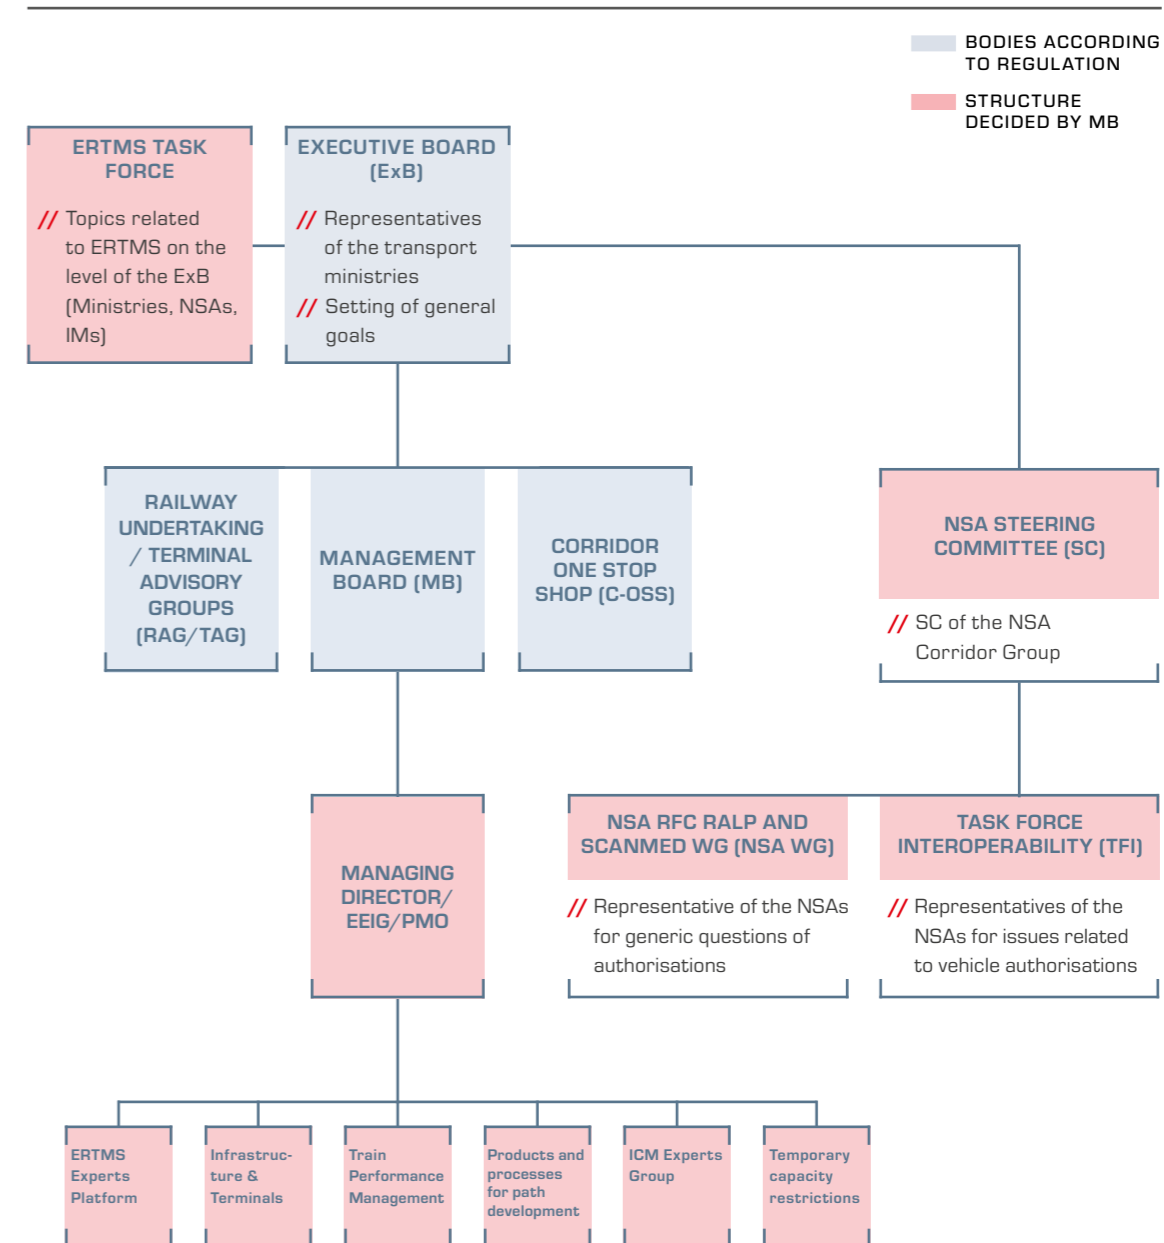 BODIES ACCORDING
TO REGULATION
STRUCTURE
DECIDED BY MB
ERTMS TASK
FORCE
// Topics related
to ERTMS on the
level of the ExB
(Ministries, NSAs,
IMs)
EXECUTIVE BOARD
(ExB)
// Representatives
of the transport
ministries
// Setting of general
goals
RAILWAY
UNDERTAKING
/ TERMINAL
ADVISORY
GROUPS
(RAG/TAG)
MANAGEMENT
BOARD (MB)
CORRIDOR
ONE STOP
SHOP (C-OSS)
NSA STEERING
COMMITTEE (SC)
// SC of the NSA
Corridor Group
MANAGING
DIRECTOR/
EEIG/PMO
NSA RFC RALP AND
SCANMED WG (NSA WG)
// Representative of the NSAs
for generic questions of
authorisations
TASK FORCE
INTEROPERABILITY (TFI)
// Representatives of the
NSAs for issues related
to vehicle authorisations
ERTMS
Experts
Platform
Infrastruc-
ture &
Terminals
Train
Performance
Management
Products and
processes
for path
development
ICM Experts
Group
Temporary
capacity
restrictions